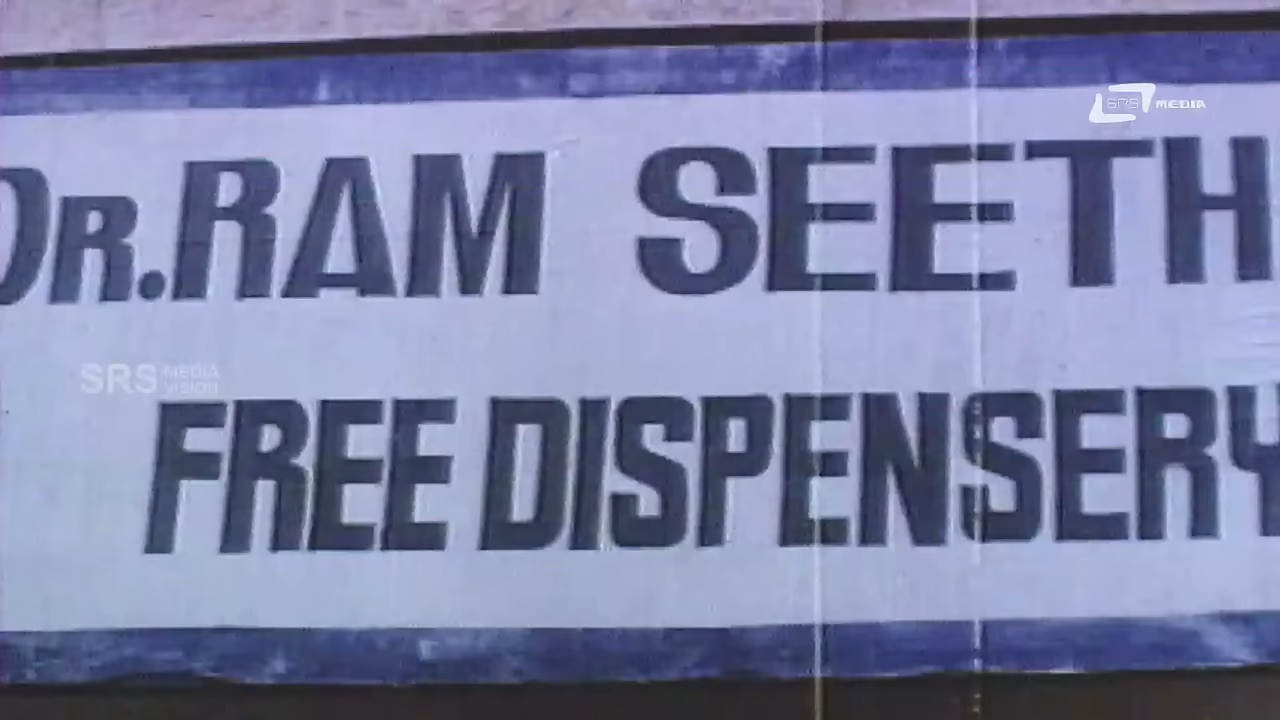 SRS MEDIA
DR. RAM SEETH
SRS MEDIA
VISION
FREE DISPENSERY